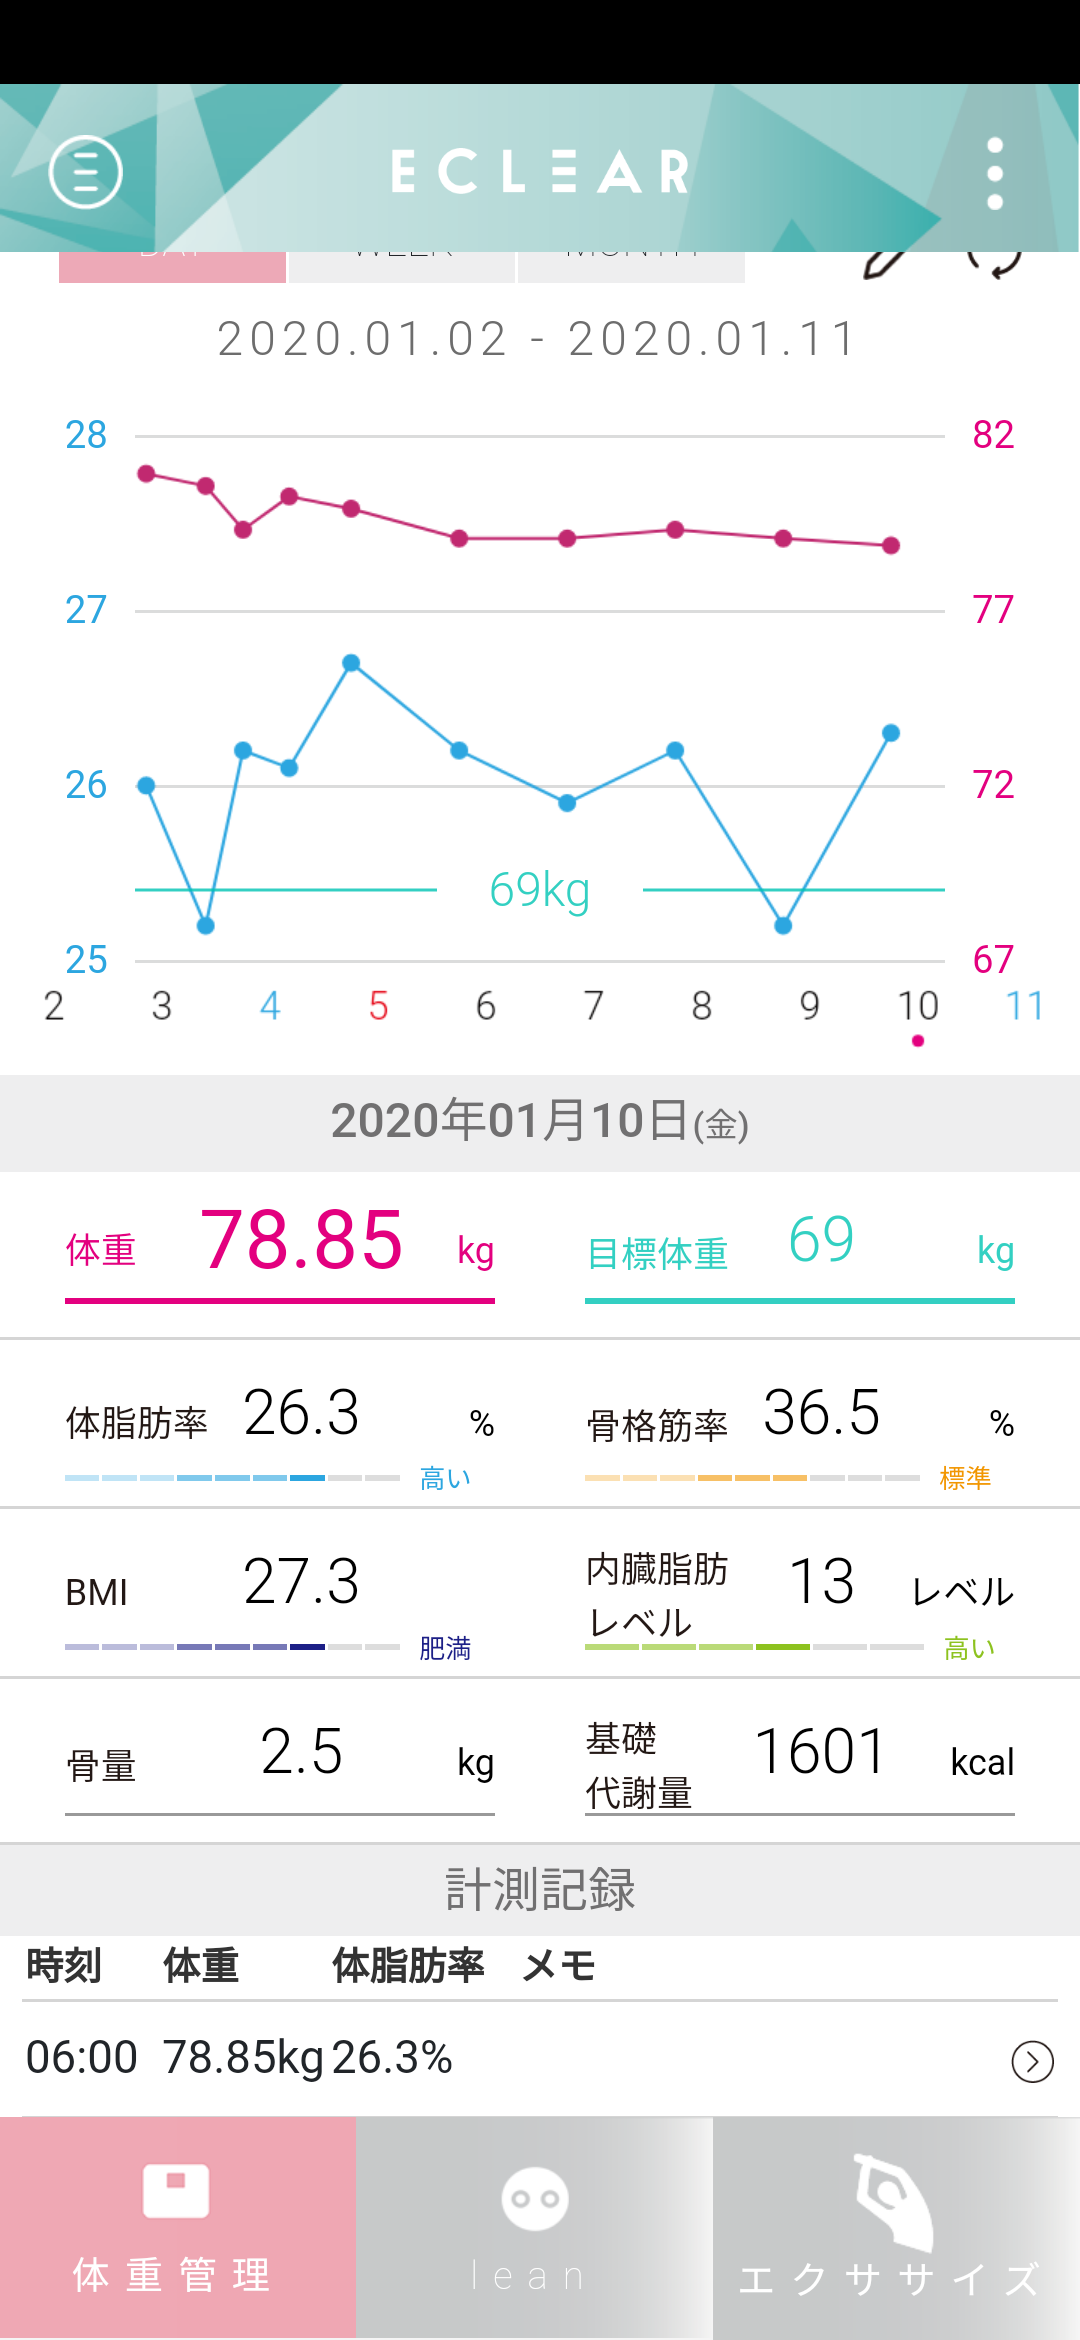 ECLEAR
DAY WEEK MONTH
2020.01.02 - 2020.01.11
28 82
27 77
26 72
69kg
25 67
2 3 4 5 6 7 8 9 10 11
2020年01月10日(金)
体重 78.85 kg 目標体重 69 kg
体脂肪率 26.3 % 骨格筋率 36.5 %
高い 標準
BMI 27.3 内臓脂肪レベル 13 レベル
肥満 高い
骨量 2.5 kg 基礎代謝量 1601 kcal
計測記録
時刻 体重 体脂肪率 メモ
06:00 78.85kg 26.3%
体重管理 lean エクササイズ